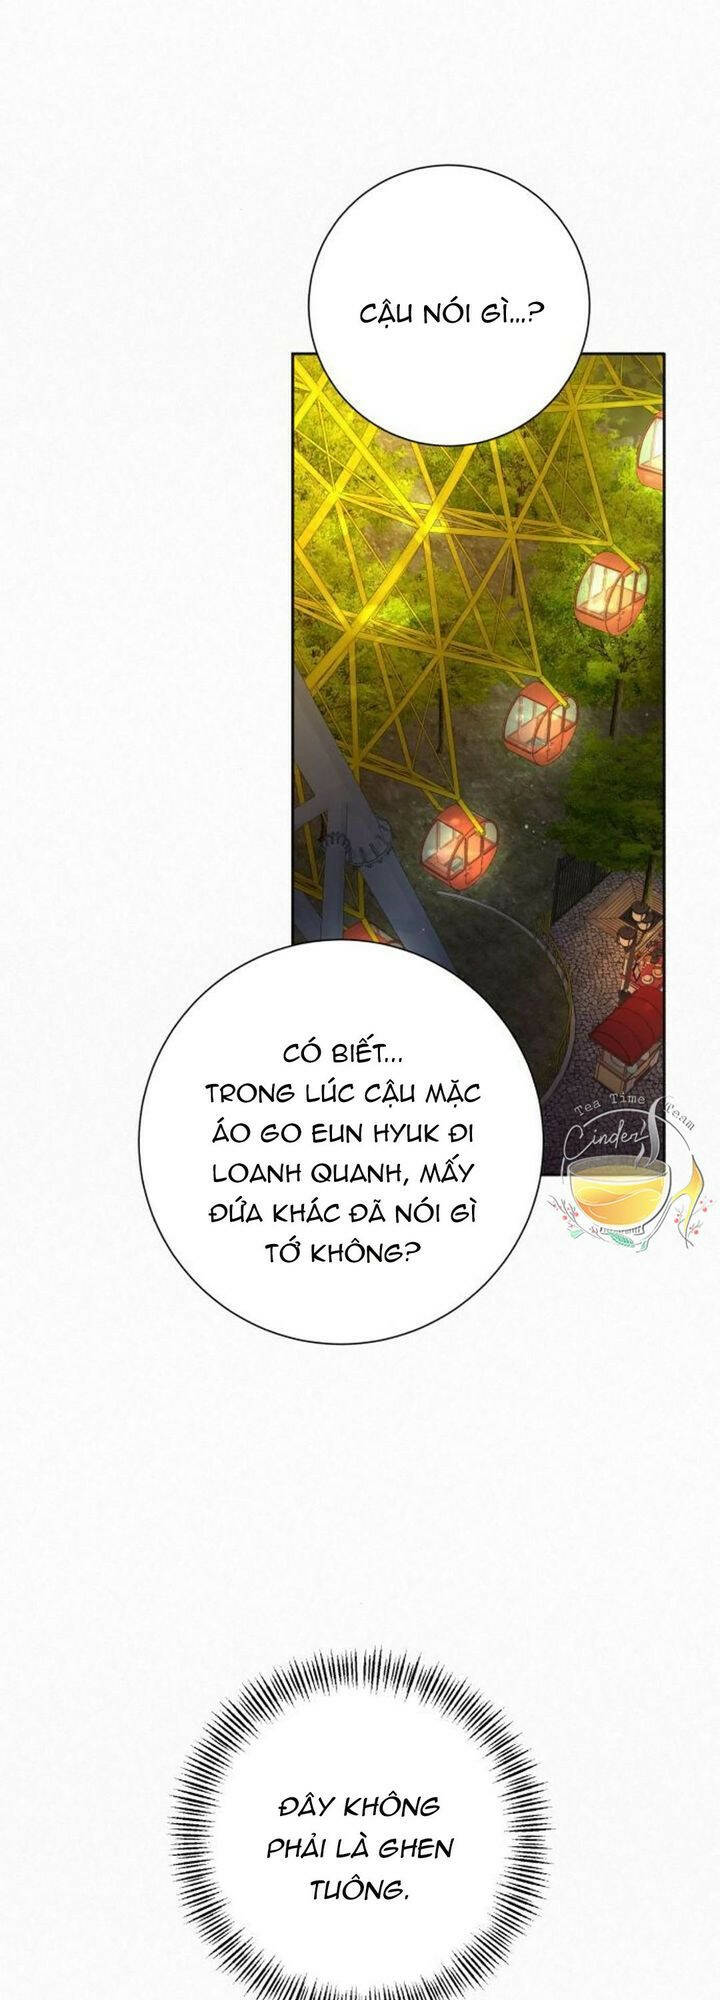 CẬU NÓI GÌ...?
CÓ BIẾT...
TRONG LÚC CẬU MẶC
ÁO GO EUN HYUK ĐI
LOANH QUANH, MẤY
ĐỨA KHÁC ĐÃ NÓI GÌ
TỚ KHÔNG?
Tea Time Team
Cinder
ĐÂY KHÔNG
PHẢI LÀ GHEN
TUÔNG.